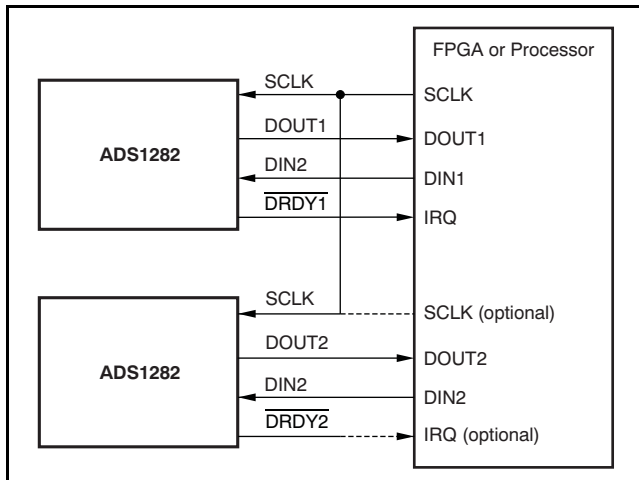 FPGA or Processor
SCLK
SCLK
ADS1282
DOUT1
DOUT1
DIN2
DIN1
DRDY1
IRQ
SCLK
SCLK (optional)
ADS1282
DOUT2
DOUT2
DIN2
DIN2
DRDY2
IRQ (optional)